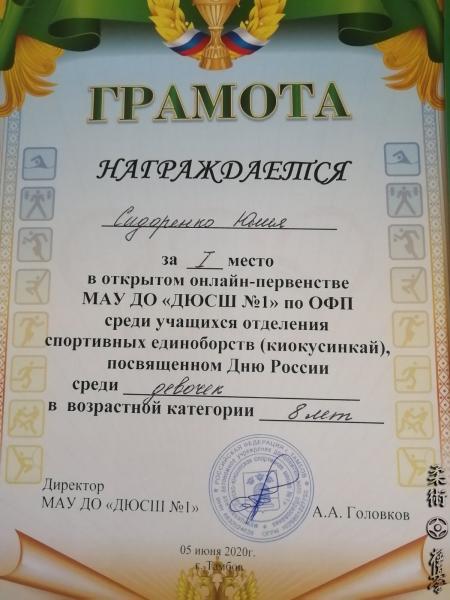 ГРАМОТА
НАГРАЖДАЕТСЯ
Сидоренко Юлия
за I место
в открытом онлайн-первенстве
МАУ ДО «ДЮСШ №1» по ОФП
среди учащихся отделения
спортивных единоборств (киокусинкай),
посвященном Дню России
среди девочек
в возрастной категории 8 лет
Директор
МАУ ДО «ДЮСШ №1»
А.А. Головков
05 июня 2020г.
г. Тамбов